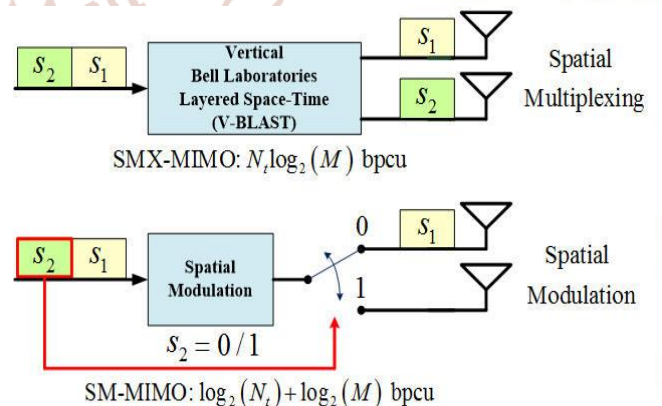 s₂ s₁
Vertical
Bell Laboratories
Layered Space-Time
(V-BLAST)
s₁
s₂
Spatial
Multiplexing
SMX-MIMO: Nₜlog₂(M) bpcu
s₂ s₁
Spatial
Modulation
s₂ = 0/1
0
1
s₁
Spatial
Modulation
SM-MIMO: log₂(Nₜ)+log₂(M) bpcu